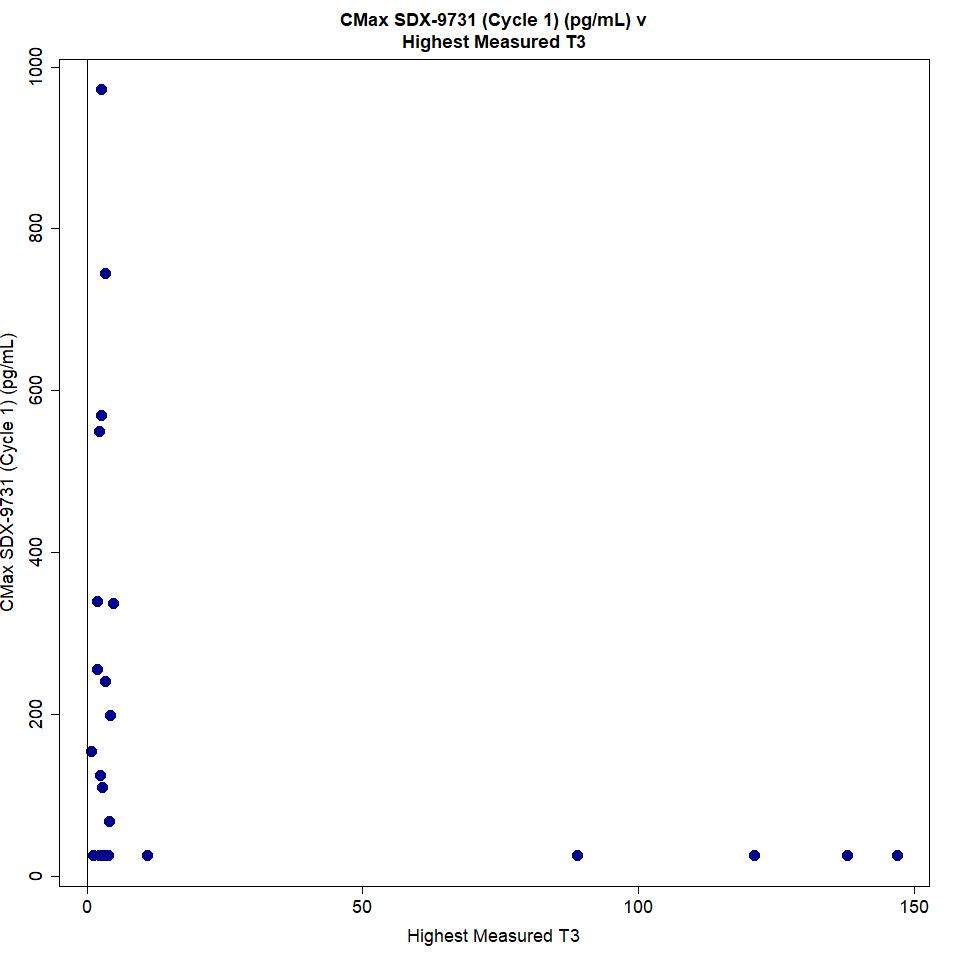 CMax SDX-9731 (Cycle 1) (pg/mL) v
Highest Measured T3
1000
800
600
400
200
0
CMax SDX-9731 (Cycle 1) (pg/mL)
0 50 100 150
Highest Measured T3